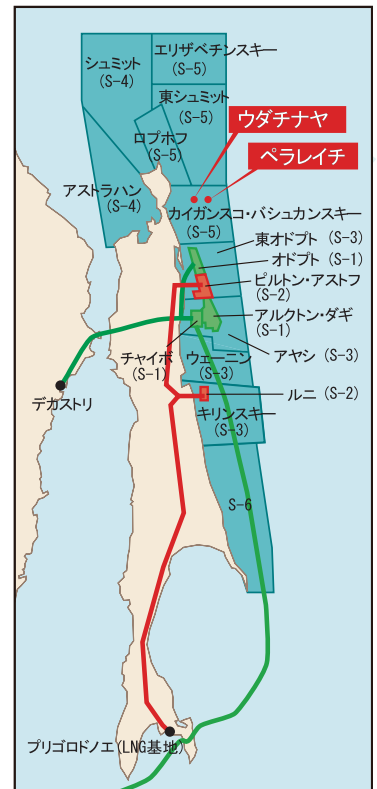 エリザベチンスキー
(S-5)
シュミット
(S-4)
東シュミット
(S-5)
ウダチナヤ
ロプホフ
(S-5)
ペラレイチ
アストラハン
(S-4)
カイガンスコ・バシュカンスキー
(S-5)
東オドプト (S-3)
オドプト (S-1)
ピルトン・アストフ
(S-2)
アルクトン・ダギ
(S-1)
チャイボ
(S-1)
ウェーニン
(S-3)
アヤシ (S-3)
デカストリ
ルニ (S-2)
キリンスキー
(S-3)
S-6
プリゴロドノエ(LNG基地)